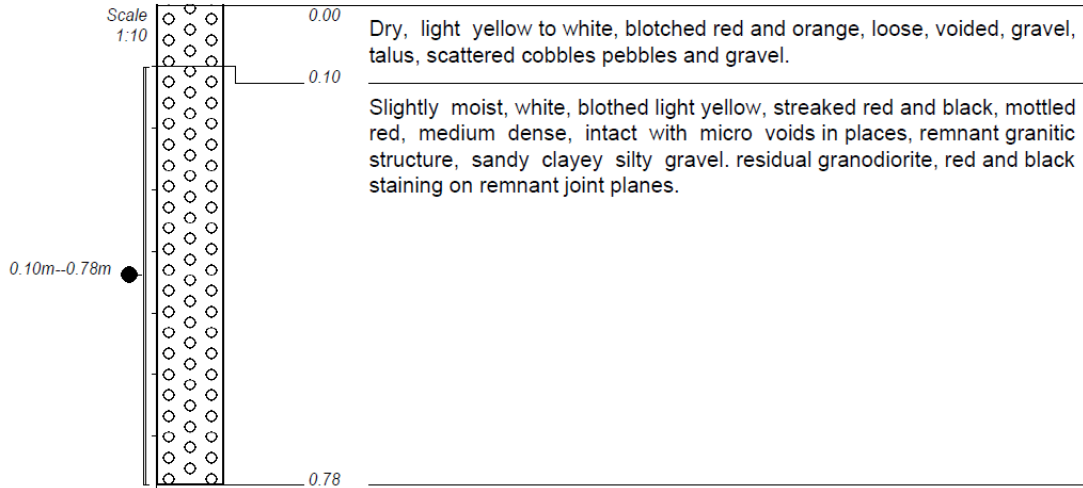 Scale
1:10
0.00
Dry, light yellow to white, blotched red and orange, loose, voided, gravel,
talus, scattered cobbles pebbles and gravel.
0.10
Slightly moist, white, blothed light yellow, streaked red and black, mottled
red, medium dense, intact with micro voids in places, remnant granitic
structure, sandy clayey silty gravel. residual granodiorite, red and black
staining on remnant joint planes.
0.10m--0.78m
0.78